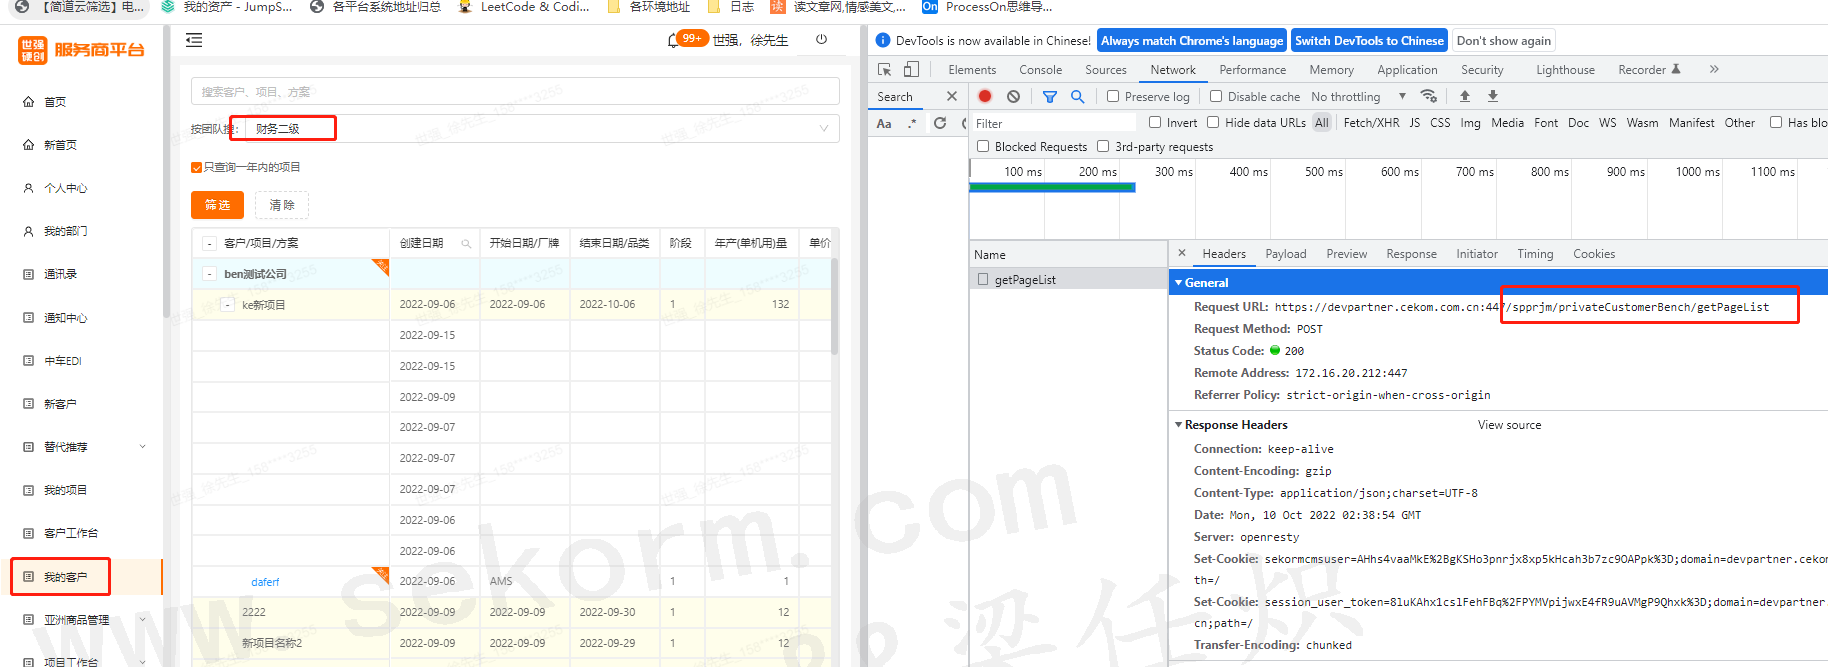 【简道云筛选】电... 我的资产 - JumpS... 各平台系统地址归总 LeetCode & Codi... 各环境地址 日志 读 读文章网,情感美文,... On ProcessOn思维导...
世强硬创 服务商平台
99+ 世强，徐先生
首页
新首页
个人中心
我的部门
通讯录
通知中心
中车EDI
新客户
替代推荐
我的项目
客户工作台
我的客户
亚洲商品管理
项目工作台
搜索客户、项目、方案
按团队搜: 财务二级
只查询一年内的项目
筛 选 清 除
- 客户/项目/方案 创建日期 开始日期/厂牌 结束日期/品类 阶段 年产(单机用)量 单价
- ben测试公司
- ke新项目 2022-09-06 2022-09-06 2022-10-06 1 132
2022-09-15
2022-09-15
2022-09-09
2022-09-07
2022-09-07
2022-09-07
2022-09-06
2022-09-06
daferf 2022-09-06 AMS 1 1
2222 2022-09-09 2022-09-09 2022-09-30 1 12
新项目名称2 2022-09-09 2022-09-09 2022-09-29 1 12
DevTools is now available in Chinese! Always match Chrome's language Switch DevTools to Chinese Don't show again
Elements Console Sources Network Performance Memory Application Security Lighthouse Recorder »
Search × Preserve log Disable cache No throttling
Aa .* Filter Invert Hide data URLs All Fetch/XHR JS CSS Img Media Font Doc WS Wasm Manifest Other Has blo
Blocked Requests 3rd-party requests
100 ms 200 ms 300 ms 400 ms 500 ms 600 ms 700 ms 800 ms 900 ms 1000 ms 1100 ms
Name × Headers Payload Preview Response Initiator Timing Cookies
getPageList
General
Request URL: https://devpartner.cekom.com.cn:447/spprjm/privateCustomerBench/getPageList
Request Method: POST
Status Code: 200
Remote Address: 172.16.20.212:447
Referrer Policy: strict-origin-when-cross-origin
Response Headers View source
Connection: keep-alive
Content-Encoding: gzip
Content-Type: application/json;charset=UTF-8
Date: Mon, 10 Oct 2022 02:38:54 GMT
Server: openresty
Set-Cookie: sekormcmsuser=AHhs4vaaMkE%2BgKSHo3pnrjx8xp5kHcah3b7zc9OAPpk%3D;domain=devpartner.cekom
th=/
Set-Cookie: session_user_token=8luKAhx1cslFehFBq%2FPYMVpijwxE4fR9uAVMgP9Qhxk%3D;domain=devpartner.
cn;path=/
Transfer-Encoding: chunked
世强_徐先生_158****3255
www.sekorm.com
梁任炽